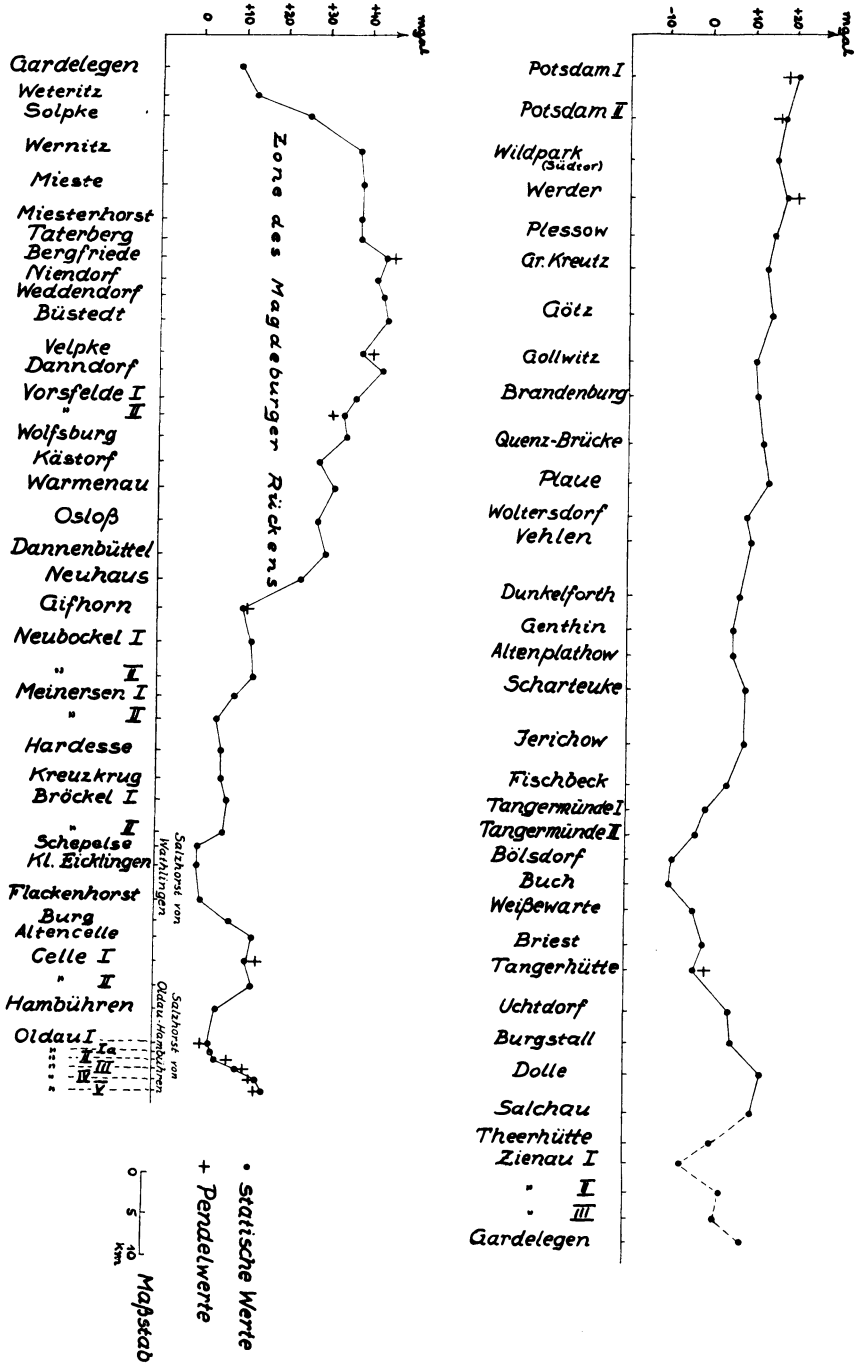 mgal
0 +10 +20 +30 +40
Gardelegen
Weteritz
Solpke
Wernitz
Mieste
Miesterhorst
Taterberg
Bergfriede
Niendorf
Weddendorf
Büstedt
Velpke
Danndorf
Vorsfelde I
" II
Wolfsburg
Kästorf
Warmenau
Osloß
Dannenbüttel
Neuhaus
Gifhorn
Neubockel I
" II
Meinersen I
" II
Hardesse
Kreuzkrug
Bröckel I
" II
Schepelse
Kl. Eicklingen
Flackenhorst
Burg
Altencelle
Celle I
" II
Hambühren
Oldau I
" Ia
" II
" III
" IV
" V
Zone des Magdeburger Rückens
Salzhorst von
Wathlingen
Salzhorst von
Oldau-Hambühren
mgal
-10 0 +10 +20
Potsdam I
Potsdam II
Wildpark
(Südtor)
Werder
Plessow
Gr. Kreutz
Götz
Gollwitz
Brandenburg
Quenz-Brücke
Plaue
Woltersdorf
Vehlen
Dunkelforth
Genthin
Altenplathow
Scharteuke
Jerichow
Fischbeck
Tangermünde I
Tangermünde II
Bölsdorf
Buch
Weißewarte
Briest
Tangerhütte
Uchtdorf
Burgstall
Dolle
Salchau
Theerhütte
Zienau I
" II
" III
Gardelegen
• Statische Werte
+ Pendelwerte
0 5 10
km
Maßstab